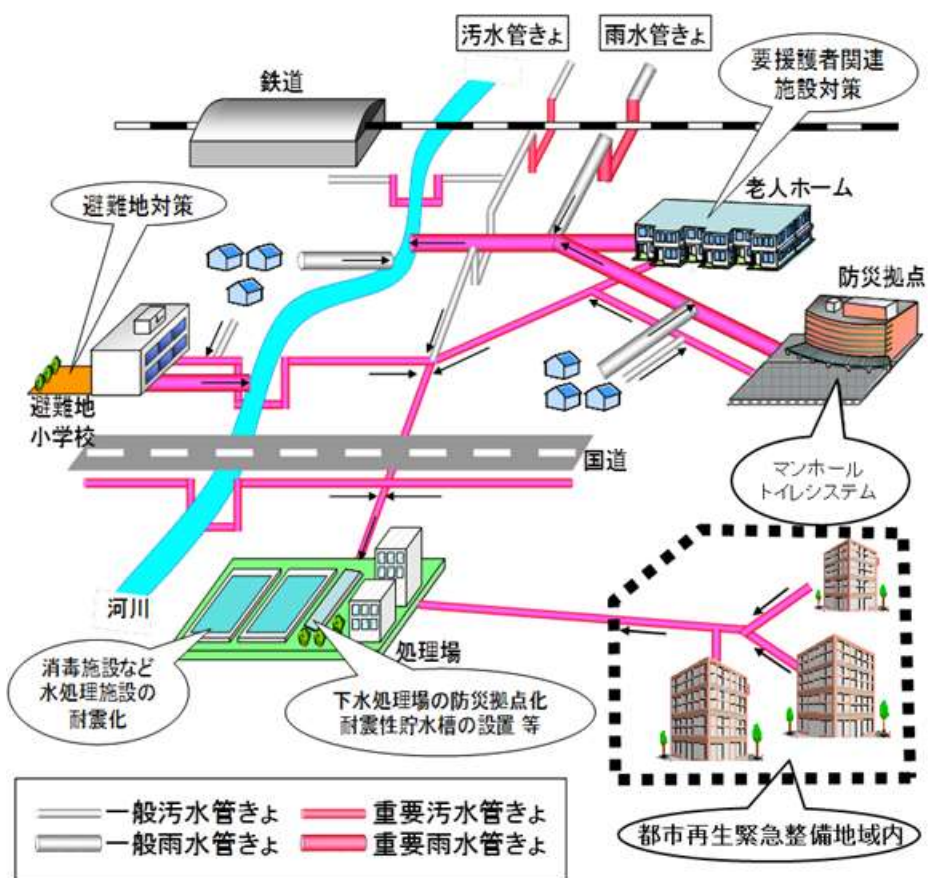 汚水管きょ
雨水管きょ
要援護者関連
施設対策
鉄道
避難地対策
老人ホーム
防災拠点
避難地
小学校
国道
マンホール
トイレシステム
河川
処理場
消毒施設など
水処理施設の
耐震化
下水処理場の防災拠点化
耐震性貯水槽の設置 等
都市再生緊急整備地域内
一般汚水管きょ
重要汚水管きょ
一般雨水管きょ
重要雨水管きょ